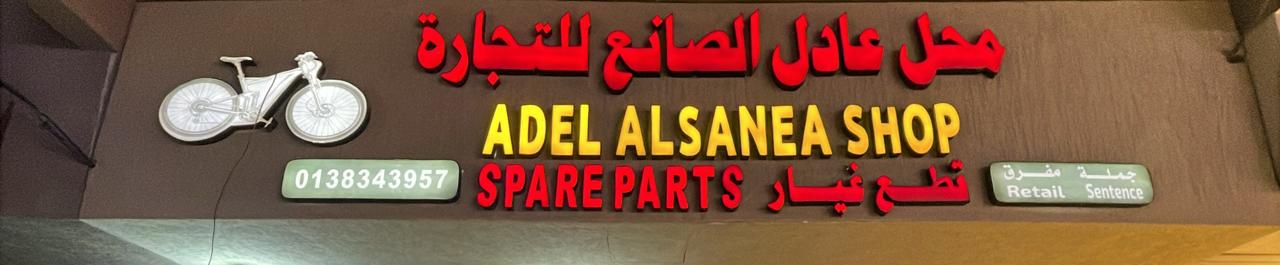 محل عادل الصانع للتجارة
ADEL ALSANEA SHOP
0138343957
SPARE PARTS قطع غيار
جملة مفرق
Retail Sentence